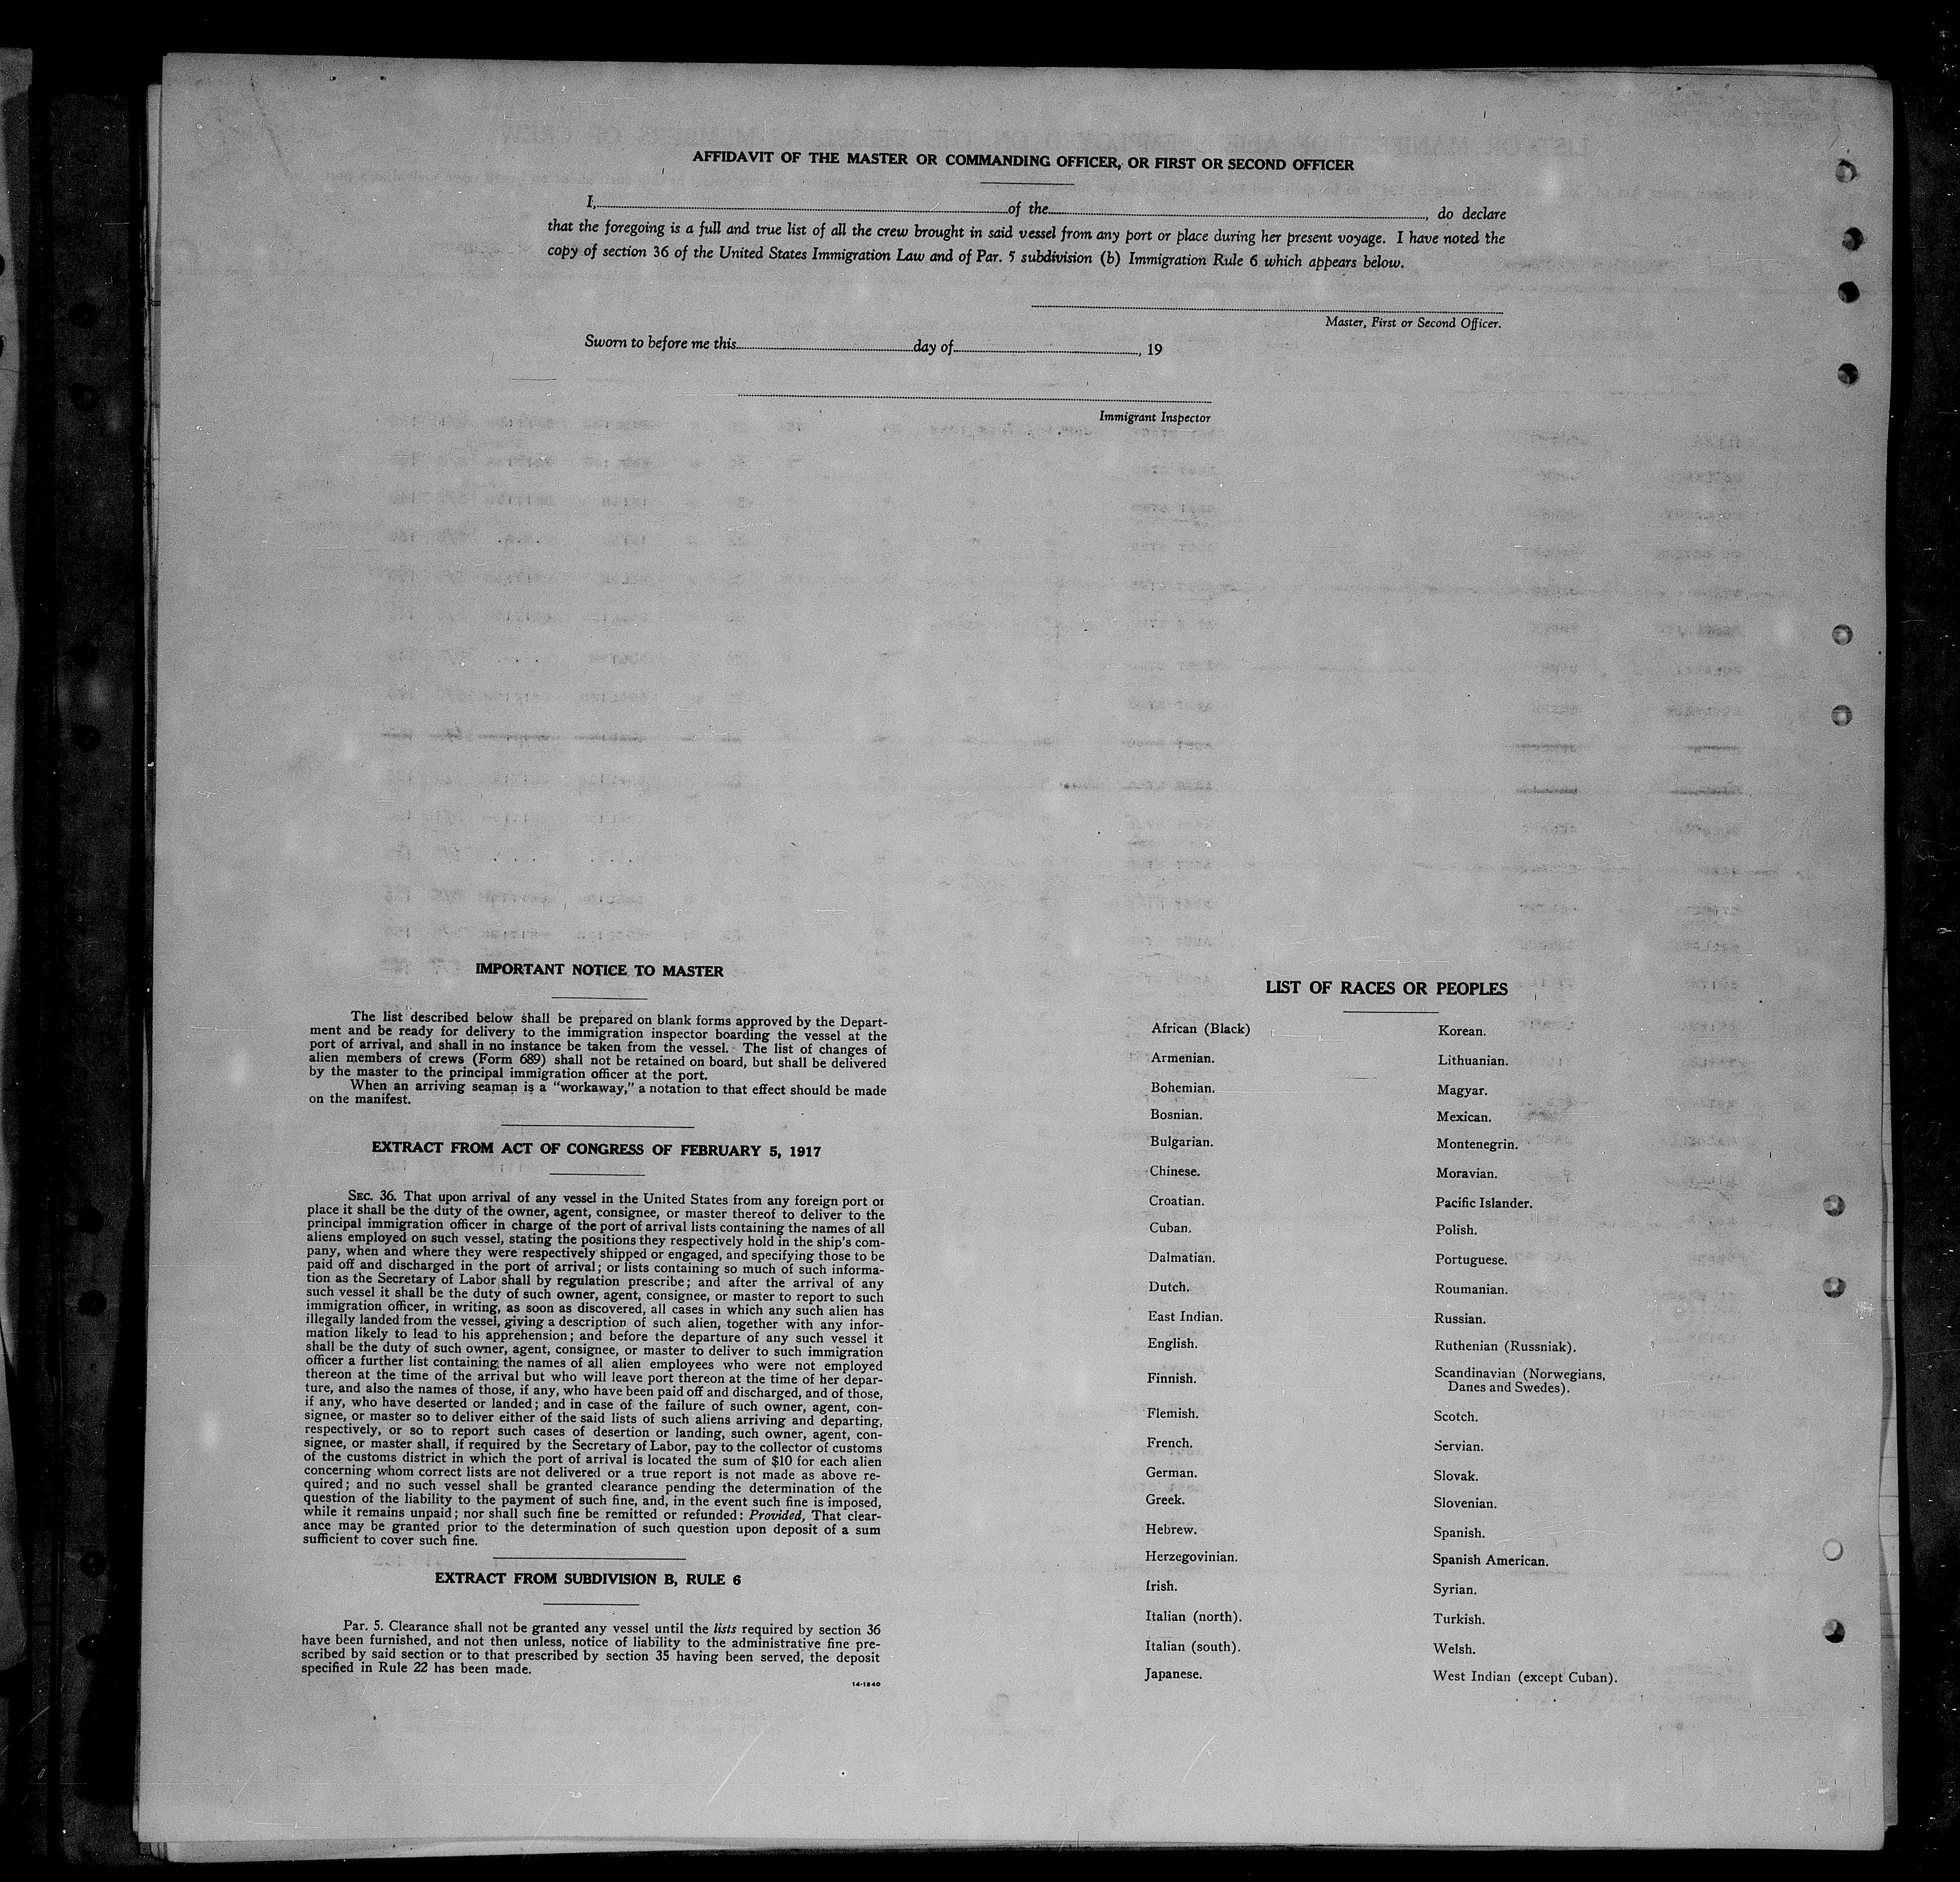 AFFIDAVIT OF THE MASTER OR COMMANDING OFFICER, OR FIRST OR SECOND OFFICER
I, of the , do declare
that the foregoing is a full and true list of all the crew brought in said vessel from any port or place during her present voyage. I have noted the
copy of section 36 of the United States Immigration Law and of Par. 5 subdivision (b) Immigration Rule 6 which appears below.
Master, First or Second Officer.
Sworn to before me this day of , 19
Immigrant Inspector
IMPORTANT NOTICE TO MASTER
The list described below shall be prepared on blank forms approved by the Depart-
ment and be ready for delivery to the immigration inspector boarding the vessel at the
port of arrival, and shall in no instance be taken from the vessel. The list of changes of
alien members of crews (Form 689) shall not be retained on board, but shall be delivered
by the master to the principal immigration officer at the port.
When an arriving seaman is a "workaway," a notation to that effect should be made
on the manifest.
EXTRACT FROM ACT OF CONGRESS OF FEBRUARY 5, 1917
SEC. 36. That upon arrival of any vessel in the United States from any foreign port or
place it shall be the duty of the owner, agent, consignee, or master thereof to deliver to the
principal immigration officer in charge of the port of arrival lists containing the names of all
aliens employed on such vessel, stating the positions they respectively hold in the ship's com-
pany, when and where they were respectively shipped or engaged, and specifying those to be
paid off and discharged in the port of arrival; or lists containing so much of such informa-
tion as the Secretary of Labor shall by regulation prescribe; and after the arrival of any
such vessel it shall be the duty of such owner, agent, consignee, or master to report to such
immigration officer, in writing, as soon as discovered, all cases in which any such alien has
illegally landed from the vessel, giving a description of such alien, together with any infor-
mation likely to lead to his apprehension; and before the departure of any such vessel it
shall be the duty of such owner, agent, consignee, or master to deliver to such immigration
officer a further list containing the names of all alien employees who were not employed
thereon at the time of the arrival but who will leave port thereon at the time of her depar-
ture, and also the names of those, if any, who have been paid off and discharged, and of those,
if any, who have deserted or landed; and in case of the failure of such owner, agent, con-
signee, or master so to deliver either of the said lists of such aliens arriving and departing,
respectively, or so to report such cases of desertion or landing, such owner, agent, con-
signee, or master shall, if required by the Secretary of Labor, pay to the collector of customs
of the customs district in which the port of arrival is located the sum of $10 for each alien
concerning whom correct lists are not delivered or a true report is not made as above re-
quired; and no such vessel shall be granted clearance pending the determination of the
question of the liability to the payment of such fine, and, in the event such fine is imposed,
while it remains unpaid; nor shall such fine be remitted or refunded: Provided, That clear-
ance may be granted prior to the determination of such question upon deposit of a sum
sufficient to cover such fine.
EXTRACT FROM SUBDIVISION B, RULE 6
Par. 5. Clearance shall not be granted any vessel until the lists required by section 36
have been furnished, and not then unless, notice of liability to the administrative fine pre-
scribed by said section or to that prescribed by section 35 having been served, the deposit
specified in Rule 22 has been made.
14-1240
LIST OF RACES OR PEOPLES
African (Black)
Armenian.
Bohemian.
Bosnian.
Bulgarian.
Chinese.
Croatian.
Cuban.
Dalmatian.
Dutch.
East Indian.
English.
Finnish.
Flemish.
French.
German.
Greek.
Hebrew.
Herzegovinian.
Irish.
Italian (north).
Italian (south).
Japanese.
Korean.
Lithuanian.
Magyar.
Mexican.
Montenegrin.
Moravian.
Pacific Islander.
Polish.
Portuguese.
Roumanian.
Russian.
Ruthenian (Russniak).
Scandinavian (Norwegians,
Danes and Swedes).
Scotch.
Servian.
Slovak.
Slovenian.
Spanish.
Spanish American.
Syrian.
Turkish.
Welsh.
West Indian (except Cuban).